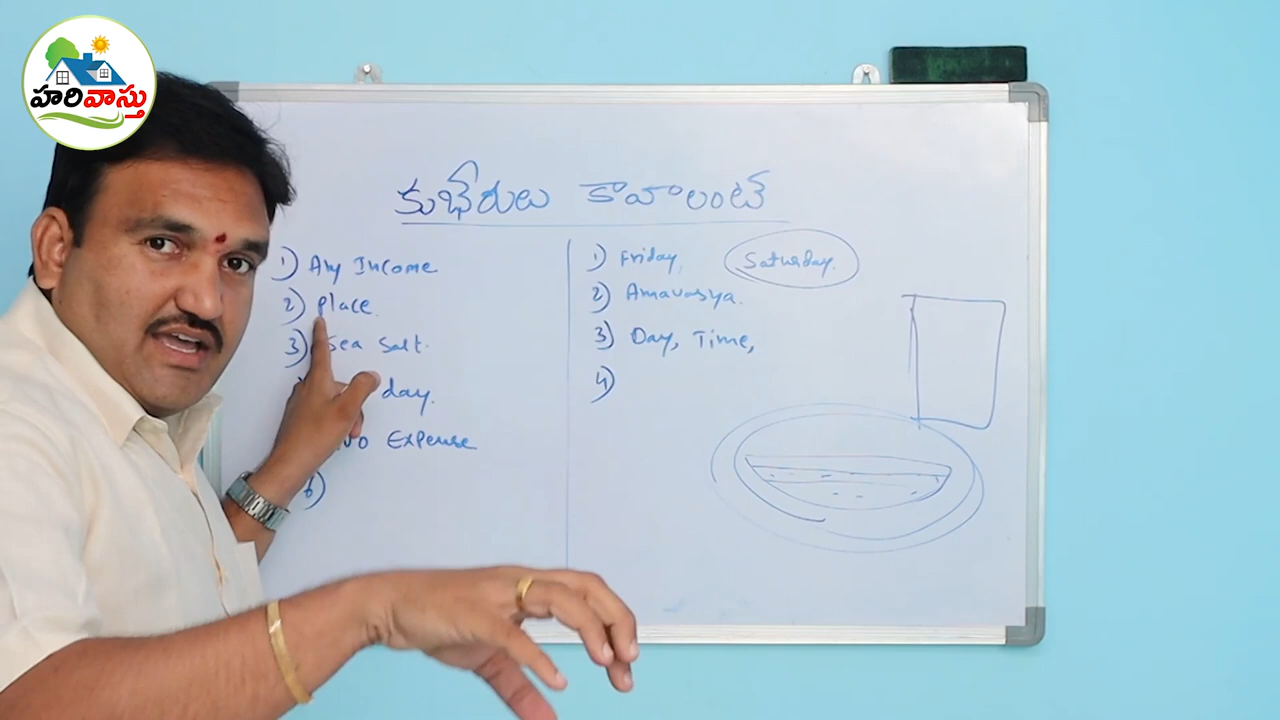 హరివాస్తు
కుభేరులు కావాలంటే
1) Any Income
2) Place.
3) Sea Salt.
day.
Expense
6)
1) Friday, Saturday.
2) Amavasya.
3) Day, Time,
4)